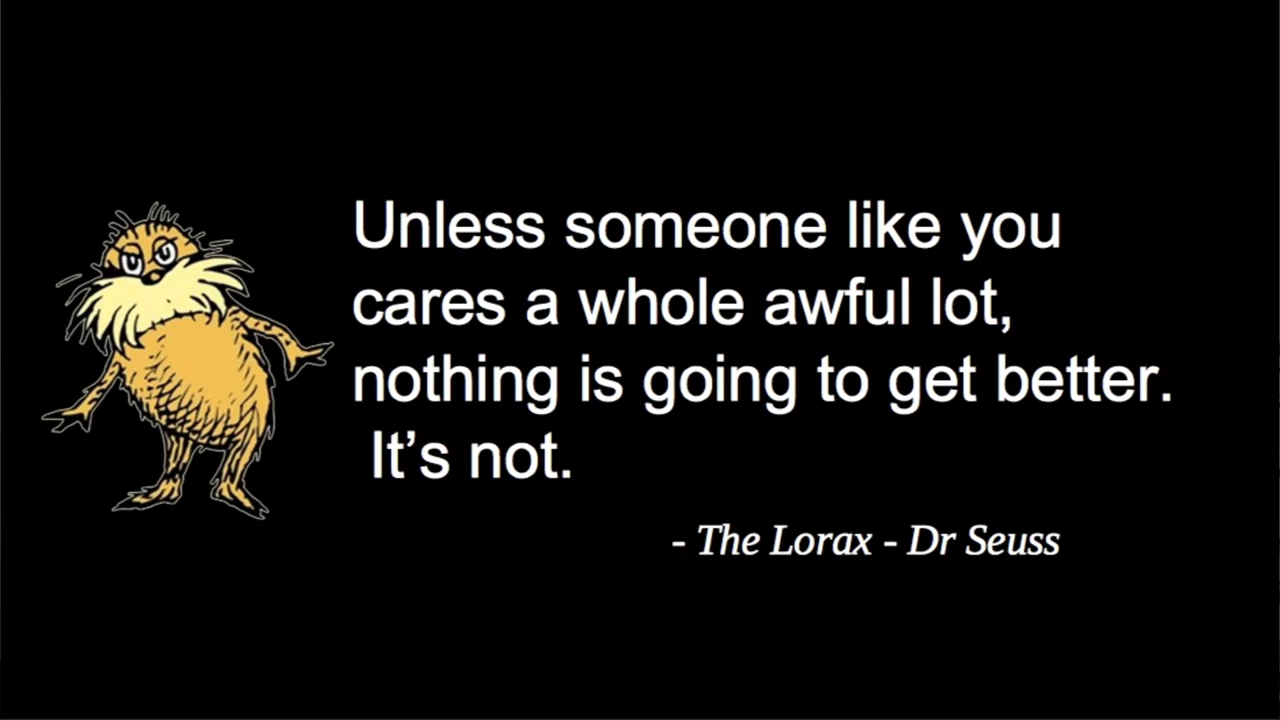 Unless someone like you
cares a whole awful lot,
nothing is going to get better.
It’s not.
- The Lorax - Dr Seuss